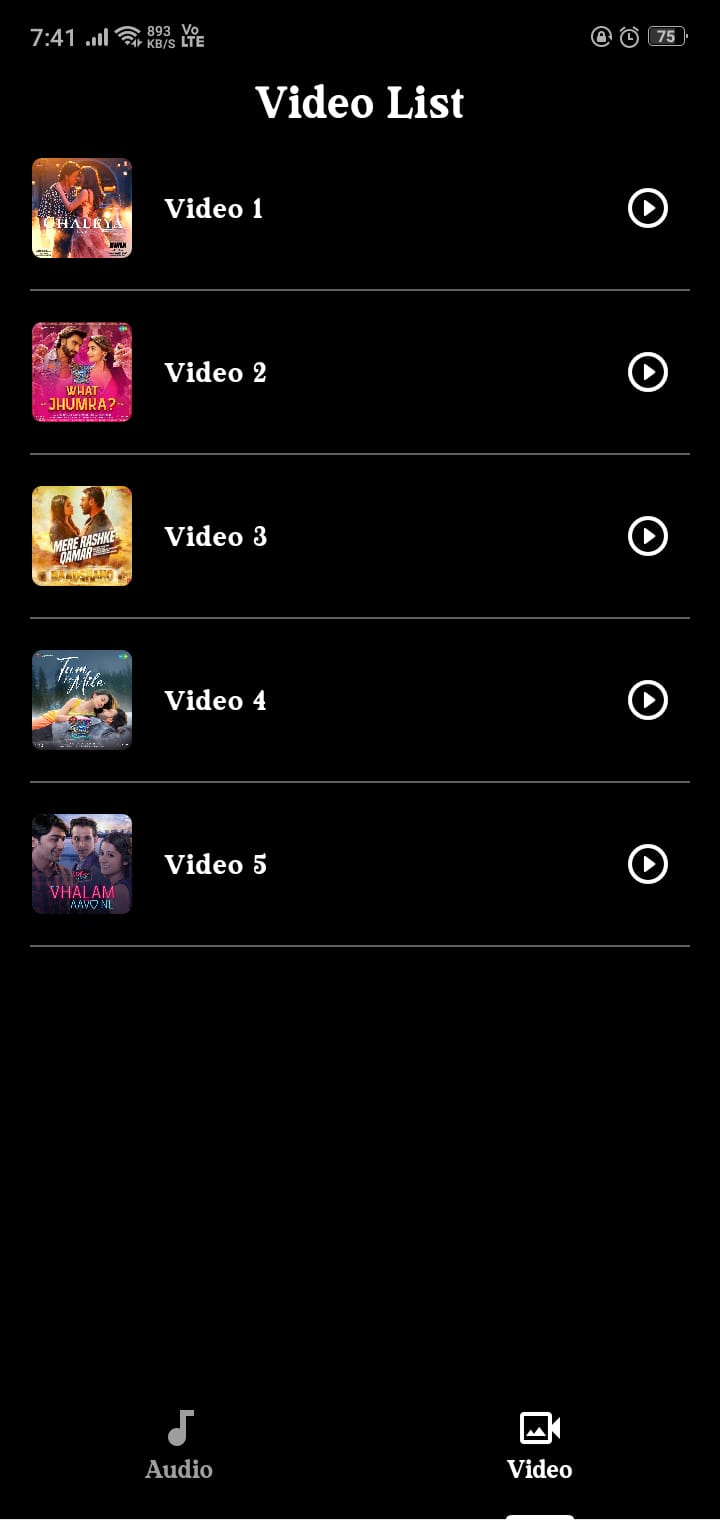 7:41 893 KB/S Vo LTE 75
Video List
CHALEYA
Video 1
WHAT
JHUMKA?
Video 2
MERE RASHKE
QAMAR
Video 3
Tum
Mile
Video 4
VHALAM
AAVO NE
Video 5
Audio
Video